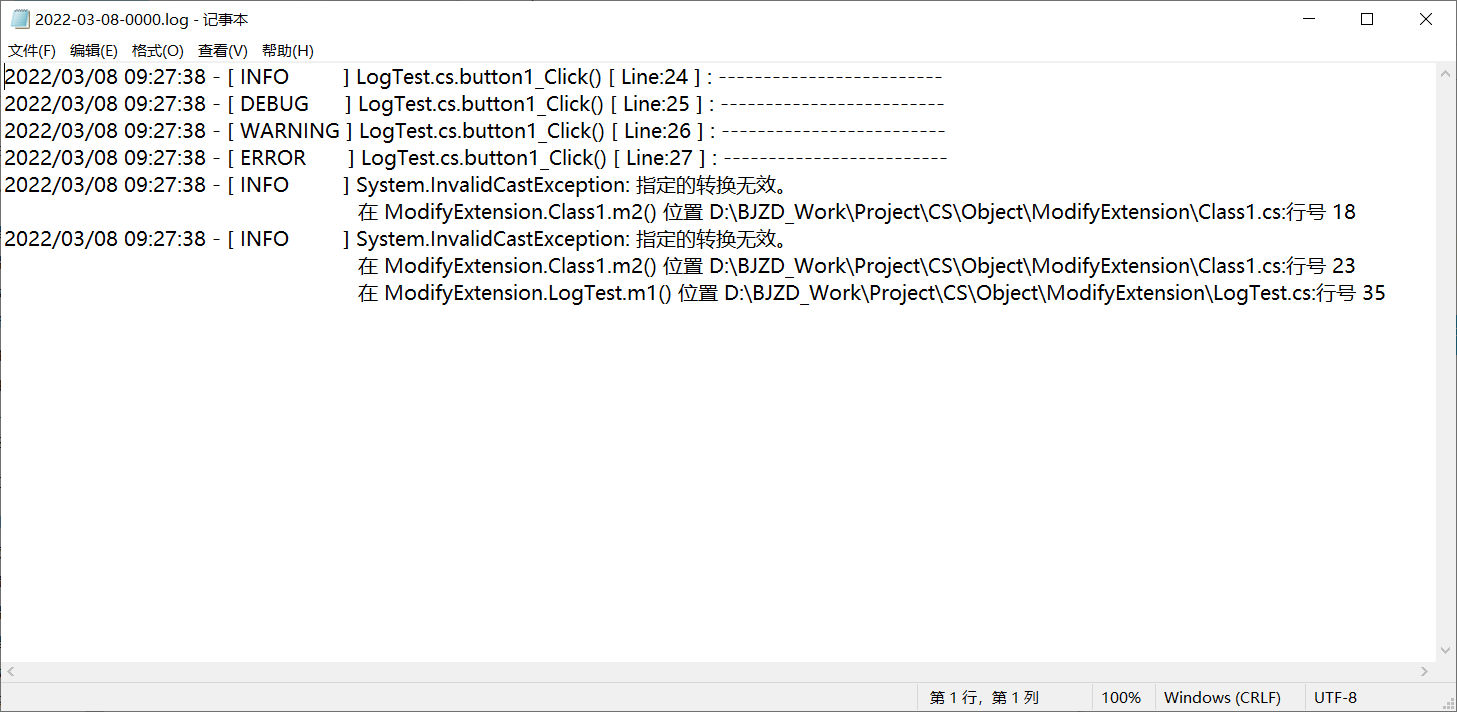 2022-03-08-0000.log - 记事本
文件(F) 编辑(E) 格式(O) 查看(V) 帮助(H)
2022/03/08 09:27:38 - [ INFO ] LogTest.cs.button1_Click() [ Line:24 ] : -------------------------
2022/03/08 09:27:38 - [ DEBUG ] LogTest.cs.button1_Click() [ Line:25 ] : -------------------------
2022/03/08 09:27:38 - [ WARNING ] LogTest.cs.button1_Click() [ Line:26 ] : -------------------------
2022/03/08 09:27:38 - [ ERROR ] LogTest.cs.button1_Click() [ Line:27 ] : -------------------------
2022/03/08 09:27:38 - [ INFO ] System.InvalidCastException: 指定的转换无效。
在 ModifyExtension.Class1.m2() 位置 D:\BJZD_Work\Project\CS\Object\ModifyExtension\Class1.cs:行号 18
2022/03/08 09:27:38 - [ INFO ] System.InvalidCastException: 指定的转换无效。
在 ModifyExtension.Class1.m2() 位置 D:\BJZD_Work\Project\CS\Object\ModifyExtension\Class1.cs:行号 23
在 ModifyExtension.LogTest.m1() 位置 D:\BJZD_Work\Project\CS\Object\ModifyExtension\LogTest.cs:行号 35
第 1 行，第 1 列 100% Windows (CRLF) UTF-8